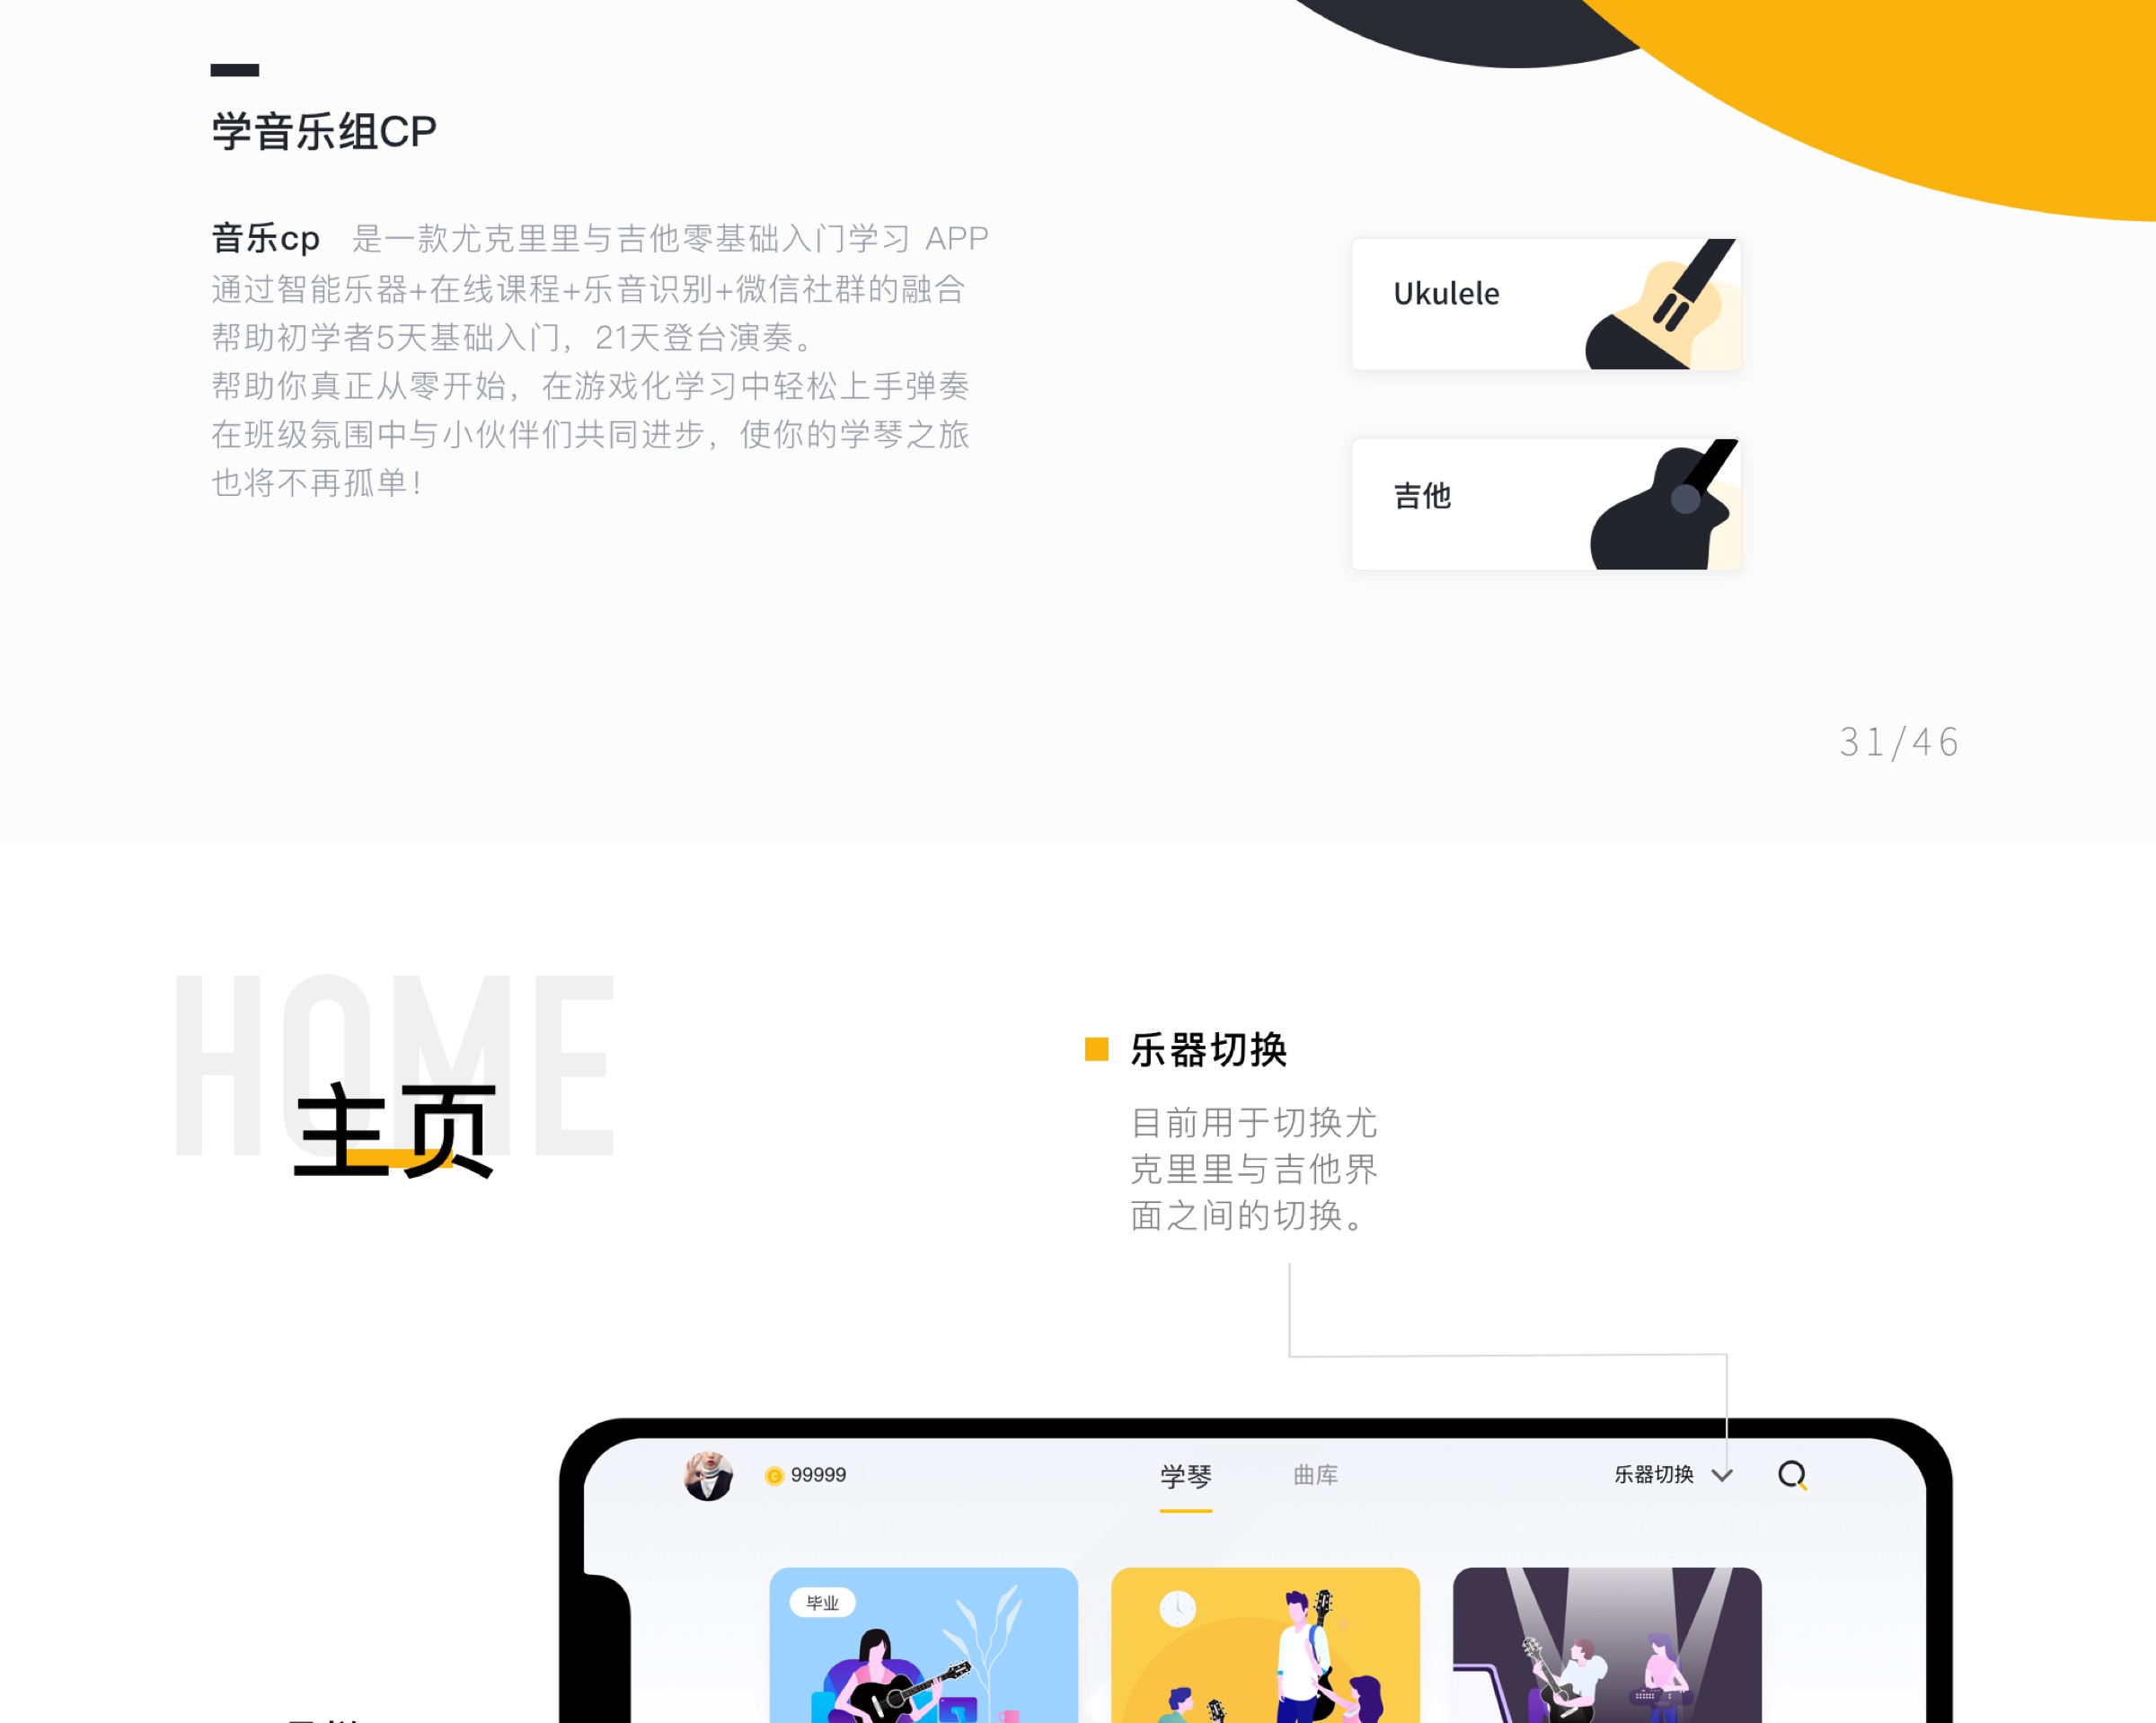 学音乐组CP
音乐cp 是一款尤克里里与吉他零基础入门学习 APP
通过智能乐器+在线课程+乐音识别+微信社群的融合
帮助初学者5天基础入门，21天登台演奏。
帮助你真正从零开始，在游戏化学习中轻松上手弹奏
在班级氛围中与小伙伴们共同进步，使你的学琴之旅
也将不再孤单！
Ukulele
吉他
31/46
HOME
主页
乐器切换
目前用于切换尤
克里里与吉他界
面之间的切换。
99999
学琴
曲库
乐器切换
毕业